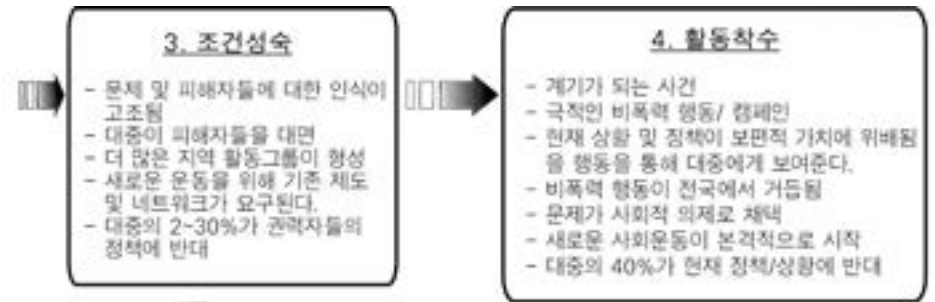 3. 조건성숙
- 문제 및 피해자들에 대한 인식이
고조됨
- 대중이 피해자들을 대면
- 더 많은 지역 활동그룹이 형성
- 새로운 운동을 위해 기존 제도
및 네트워크가 요구된다.
- 대중의 2~30%가 권력자들의
정책에 반대
4. 활동착수
- 계기가 되는 사건
- 극적인 비폭력 행동/ 캠페인
- 현재 상황 및 정책이 보편적 가치에 위배됨
을 행동을 통해 대중에게 보여준다.
- 비폭력 행동이 전국에서 거듭됨
- 문제가 사회적 의제로 채택
- 새로운 사회운동이 본격적으로 시작
- 대중의 40%가 현재 정책/상황에 반대